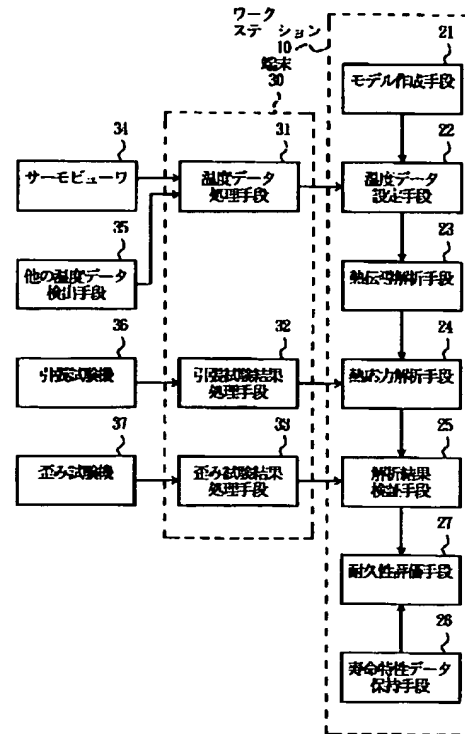 ワーク
ステーション
10
端末
30
21
モデル作成手段
34
31
22
サーモビューワ
温度データ
処理手段
温度データ
設定手段
35
23
他の温度データ
検出手段
熱伝導解析手段
36
32
24
引張試験機
引張試験結果
処理手段
熱応力解析手段
37
33
25
歪み試験機
歪み試験結果
処理手段
解析結果
検証手段
27
耐久性評価手段
26
寿命特性データ
保持手段